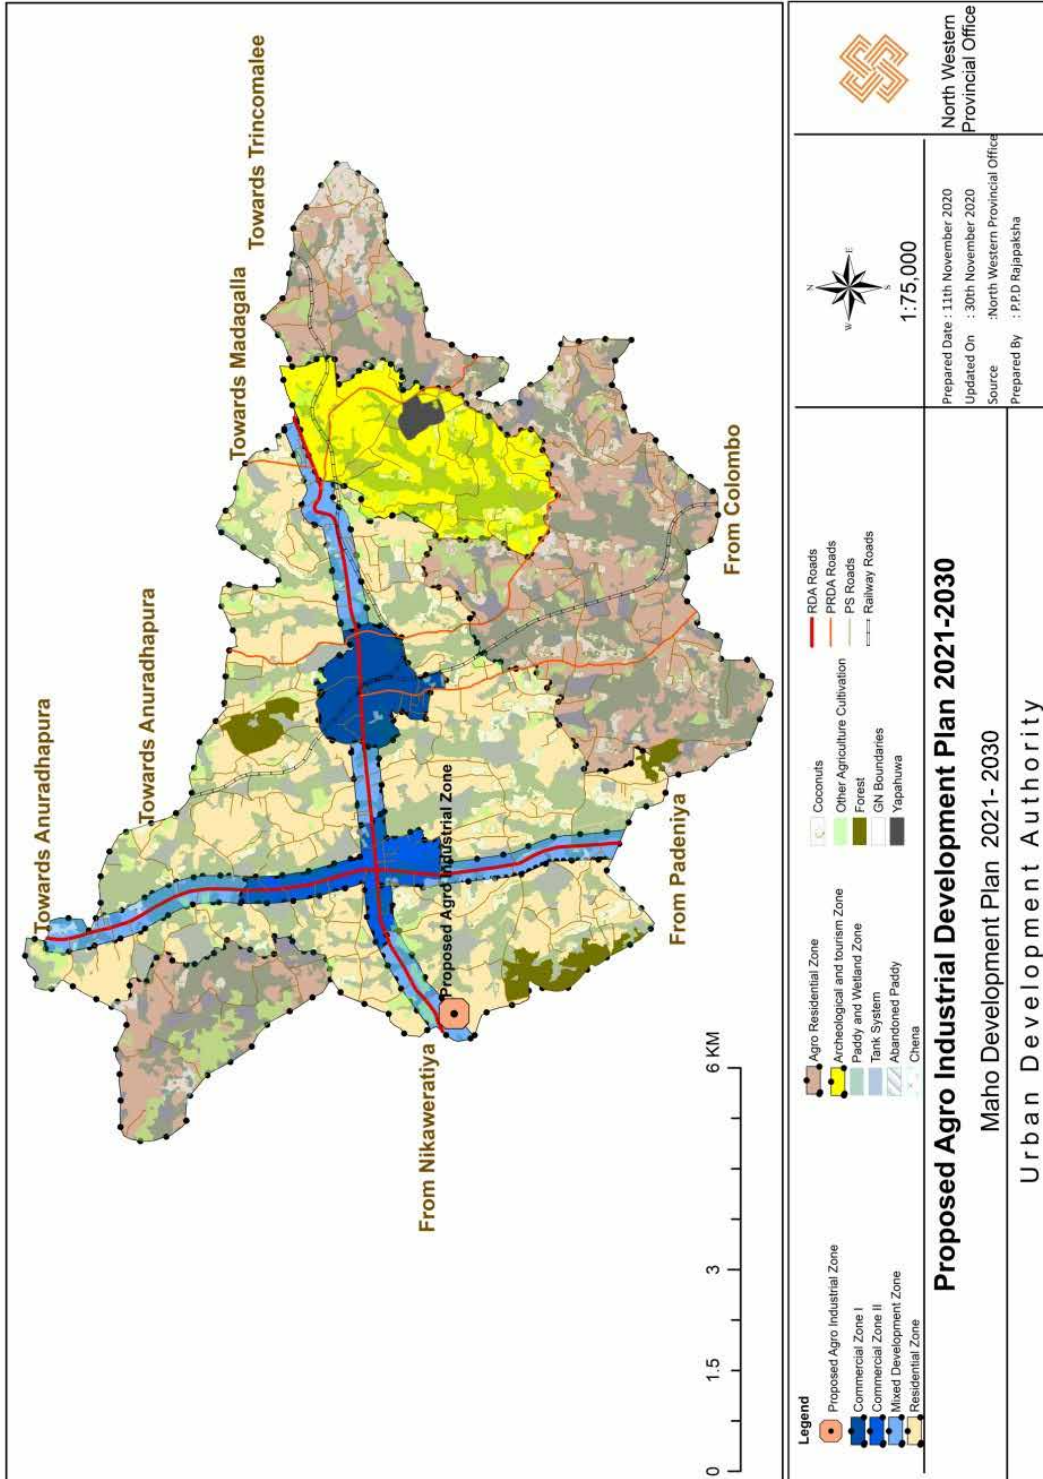 Towards Anuradhapura
Towards Anuradhapura
Towards Madagalla
Towards Trincomalee
Proposed Agro Industrial Zone
From Nikaweratiya
From Padeniya
From Colombo
0 1.5 3 6 KM
Legend
Proposed Agro Industrial Zone
Commercial Zone I
Commercial Zone II
Mixed Development Zone
Residential Zone
Agro Residential Zone
Archeological and tourism Zone
Paddy and Wetland Zone
Tank System
Abandoned Paddy
Chena
Coconuts
Other Agriculture Cultivation
Forest
GN Boundaries
Yapahuwa
RDA Roads
PRDA Roads
PS Roads
Railway Roads
Proposed Agro Industrial Development Plan 2021-2030
Maho Development Plan 2021- 2030
Urban Development Authority
N
W E
S
1:75,000
Prepared Date : 11th November 2020
Updated On : 30th November 2020
Source :North Western Provincial Office
Prepared By : P.P.D Rajapaksha
North Western
Provincial Office